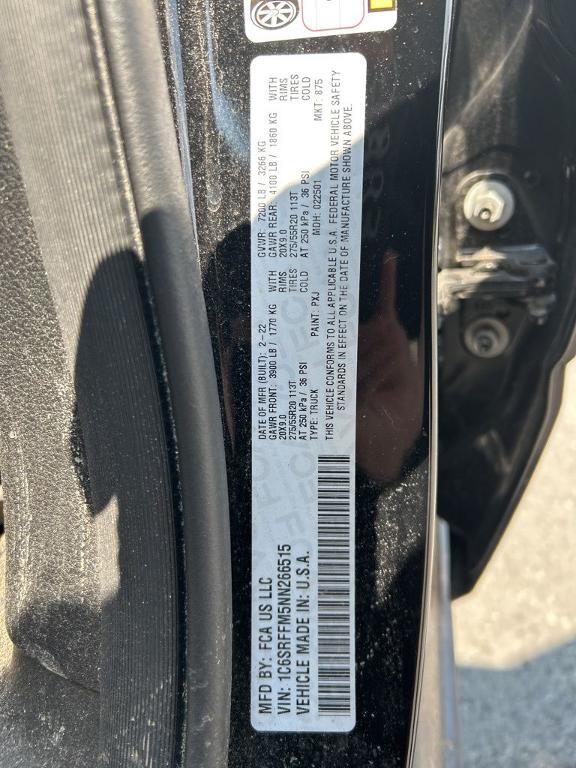 MFD BY: FCA US LLC
DATE OF MFR (BUILT): 2-22
GVWR: 7200 LB / 3266 KG
GAWR FRONT: 3900 LB / 1770 KG WITH
20X9.0 RIMS
275/55R20 113T TIRES
AT 250 kPa / 36 PSI COLD
GAWR REAR: 4100 LB / 1860 KG WITH
20X9.0 RIMS
275/55R20 113T TIRES
AT 250 kPa / 36 PSI COLD
VIN: 1C6SRFFM5NN266515
TYPE: TRUCK
PAINT: PXJ
MDH: 022501
MKT: 875
VEHICLE MADE IN: U.S.A.
THIS VEHICLE CONFORMS TO ALL APPLICABLE U.S.A. FEDERAL MOTOR VEHICLE SAFETY
STANDARDS IN EFFECT ON THE DATE OF MANUFACTURE SHOWN ABOVE.